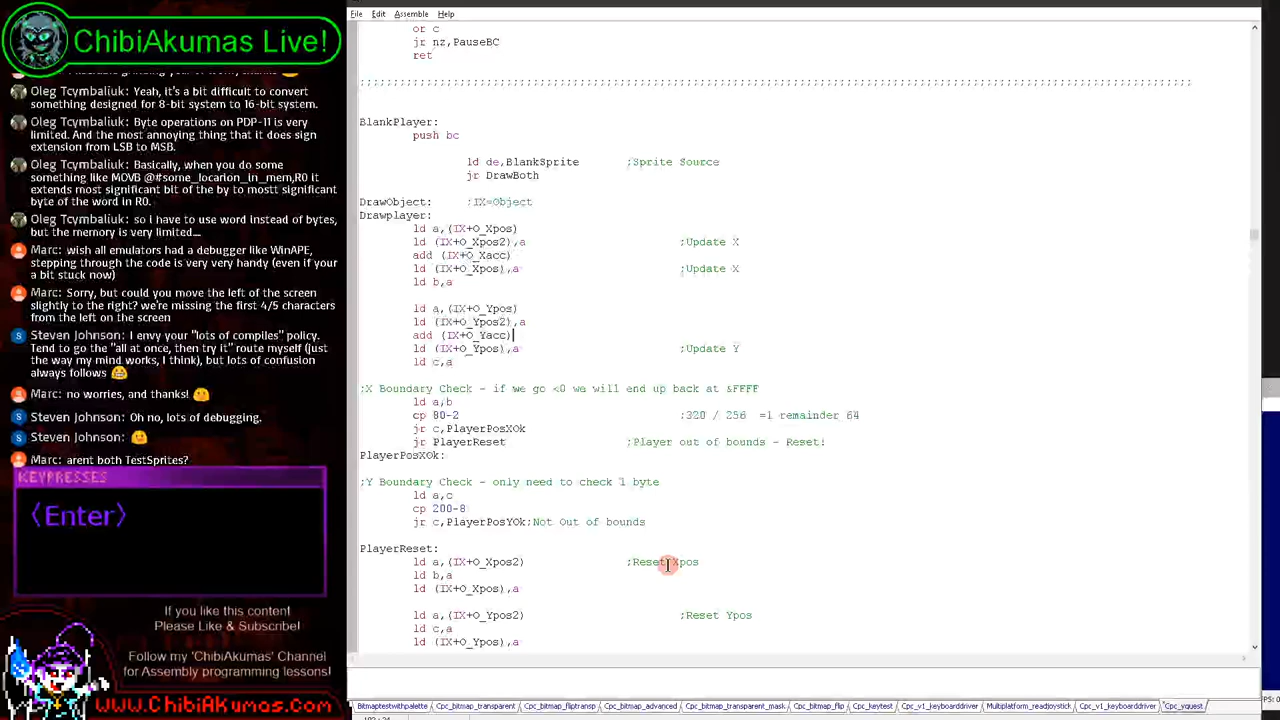 ChibiAkumas Live!
Oleg Tcymbaliuk: Yeah, it's a bit difficult to convert
something designed for 8-bit system to 16-bit system.
Oleg Tcymbaliuk: Byte operations on PDP-11 is very
limited. And the most annoying thing that it does sign
extension from LSB to MSB.
Oleg Tcymbaliuk: Basically, when you do some
something like MOVB @#some_location_in_mem,R0 it
extends most significant bit of the by to mostt significant
byte of the word in R0.
Oleg Tcymbaliuk: so I have to use word instead of bytes,
but the memory is very limited....
Marc: wish all emulators had a debugger like WinAPE,
stepping through the code is very very handy (even if your
a bit stuck now)
Marc: Sorry, but could you move the left of the screen
slightly to the right? we're missing the first 4/5 characters
from the left on the screen
Steven Johnson: I envy your "lots of compiles" policy.
Tend to go the "all at once, then try it" route myself (just
the way my mind works, I think), but lots of confusion
always follows
Marc: no worries, and thanks!
Steven Johnson: Oh no, lots of debugging.
Steven Johnson:
Marc: arent both TestSprites?
KEYPRESSES
〈Enter〉
If you like this content
Please Like & Subscribe!
Follow my 'ChibiAkumas' Channel
for Assembly programming lessons!
www.ChibiAkumas.com
File Edit Assemble Help
or c
jr nz,PauseBC
ret
;;;;;;;;;;;;;;;;;;;;;;;;;;;;;;;;;;;;;;;;;;;;;;;;;;;;;;;;;;;;;;;;;;;;;;;;;;;;;;;;;;;;;;;;;;;;;;;;;;;;;;;;;;;;;;;;;;;;;;;;;;;;;
BlankPlayer:
push bc
ld de,BlankSprite ;Sprite Source
jr DrawBoth
DrawObject: ;IX=Object
Drawplayer:
ld a,(IX+O_Xpos)
ld (IX+O_Xpos2),a ;Update X
add (IX+O_Xacc)
ld (IX+O_Xpos),a ;Update X
ld b,a
ld a,(IX+O_Ypos)
ld (IX+O_Ypos2),a
add (IX+O_Yacc)
ld (IX+O_Ypos),a ;Update Y
ld c,a
;X Boundary Check - if we go <0 we will end up back at &FFFF
ld a,b
cp 80-2 ;320 / 256 =1 remainder 64
jr c,PlayerPosXOk
jr PlayerReset ;Player out of bounds - Reset!
PlayerPosXOk:
;Y Boundary Check - only need to check 1 byte
ld a,c
cp 200-8
jr c,PlayerPosYOk;Not Out of bounds
PlayerReset:
ld a,(IX+O_Xpos2) ;Reset Xpos
ld b,a
ld (IX+O_Xpos),a
ld a,(IX+O_Ypos2) ;Reset Ypos
ld c,a
ld (IX+O_Ypos),a
Bitmaptestwithpalette Cpc_bitmap_transparent Cpc_bitmap_fliptransp Cpc_bitmap_advanced Cpc_bitmap_transparent_mask Cpc_bitmap_flip Cpc_keytest Cpc_v1_keyboarddriver Multiplatform_readjoystick Cpc_v1_keyboarddriver Cpc_yquest